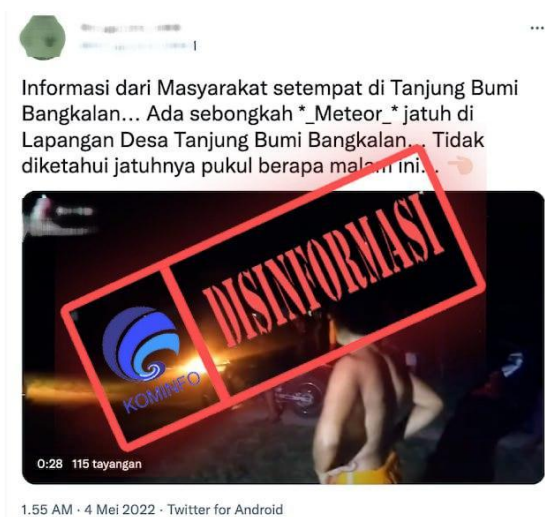 Informasi dari Masyarakat setempat di Tanjung Bumi
Bangkalan... Ada sebongkah *_Meteor_* jatuh di
Lapangan Desa Tanjung Bumi Bangkalan... Tidak
diketahui jatuhnya pukul berapa malam ini...
DISINFORMASI
KOMINFO
0:28 115 tayangan
1.55 AM · 4 Mei 2022 · Twitter for Android